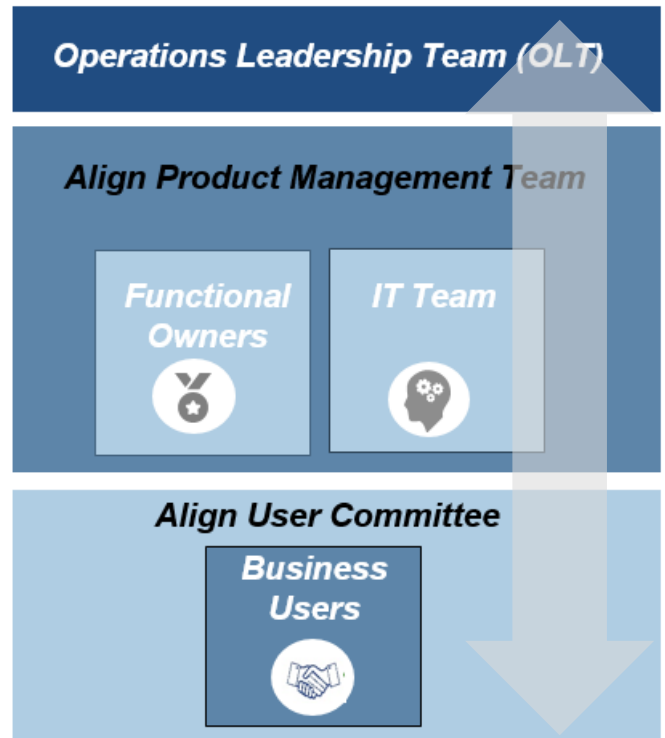 Operations Leadership Team (OLT)
Align Product Management Team
Functional
Owners
IT Team
Align User Committee
Business
Users